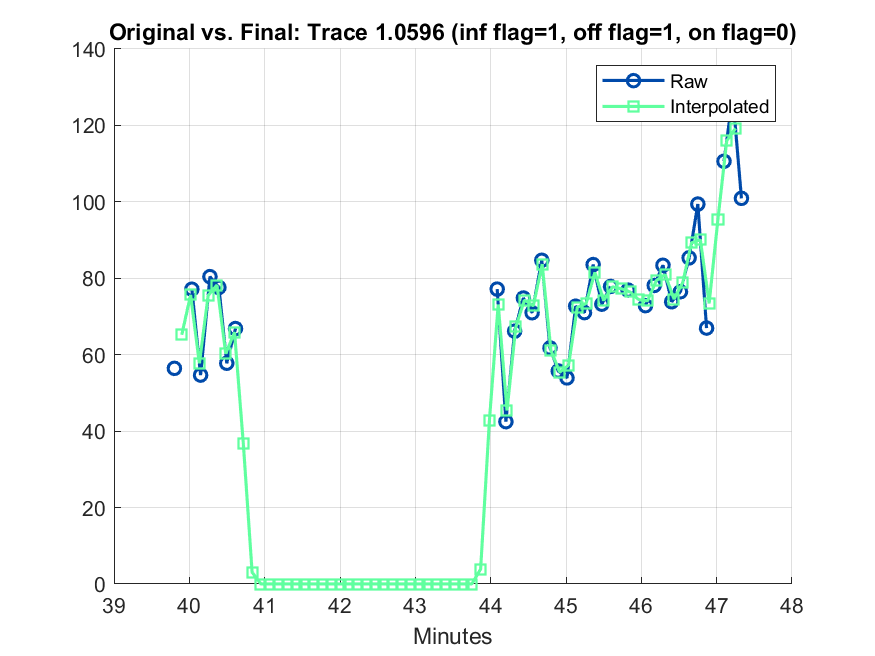 Original vs. Final: Trace 1.0596 (inf flag=1, off flag=1, on flag=0)
140
120
100
80
60
40
20
0
Raw
Interpolated
39 40 41 42 43 44 45 46 47 48
Minutes